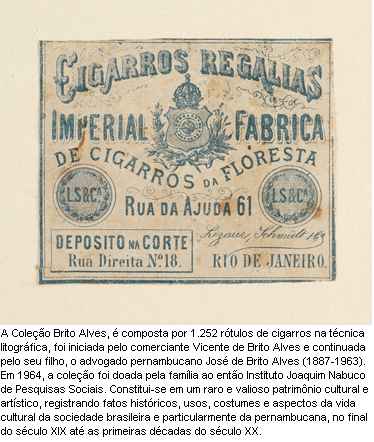 CIGARROS REGALIAS
IMPERIAL FABRICA
DE CIGARROS DA FLORESTA
L.S.&Cª
L.S.&Cª
RUA DA AJUDA 61
DEPOSITO NA CORTE
Rua Direita Nº 18.
Schmidt
RIO DE JANEIRO.
A Coleção Brito Alves, é composta por 1.252 rótulos de cigarros na técnica
litográfica, foi iniciada pelo comerciante Vicente de Brito Alves e continuada
pelo seu filho, o advogado pernambucano José de Brito Alves (1887-1963).
Em 1964, a coleção foi doada pela família ao então Instituto Joaquim Nabuco
de Pesquisas Sociais. Constitui-se em um raro e valioso patrimônio cultural e
artístico, registrando fatos históricos, usos, costumes e aspectos da vida
cultural da sociedade brasileira e particularmente da pernambucana, no final
do século XIX até as primeiras décadas do século XX.